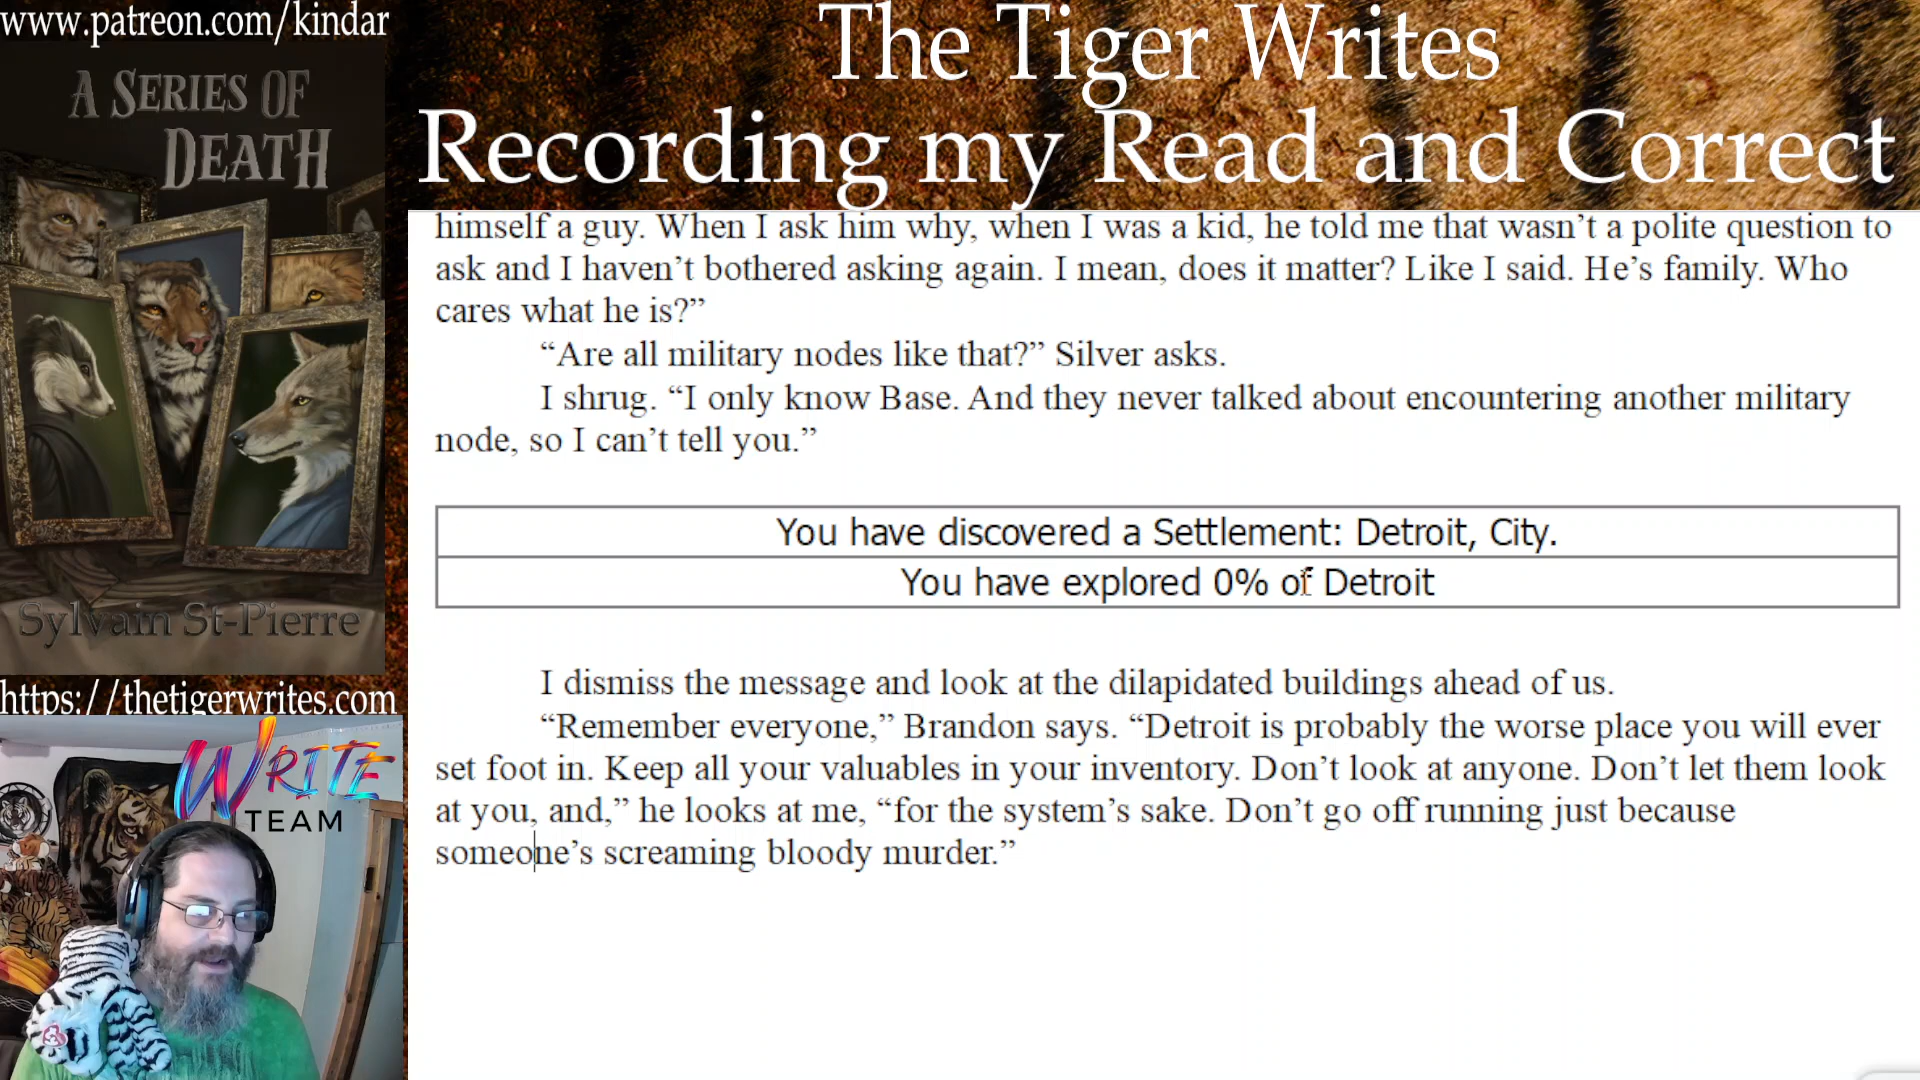 www.patreon.com/kindar
A SERIES OF
DEATH
Sylvain St-Pierre
https://thetigerwrites.com
WRITE
TEAM
The Tiger Writes
Recording my Read and Correct
himself a guy. When I ask him why, when I was a kid, he told me that wasn’t a polite question to
ask and I haven’t bothered asking again. I mean, does it matter? Like I said. He’s family. Who
cares what he is?”
“Are all military nodes like that?” Silver asks.
I shrug. “I only know Base. And they never talked about encountering another military
node, so I can’t tell you.”
You have discovered a Settlement: Detroit, City.
You have explored 0% of Detroit
I dismiss the message and look at the dilapidated buildings ahead of us.
“Remember everyone,” Brandon says. “Detroit is probably the worse place you will ever
set foot in. Keep all your valuables in your inventory. Don’t look at anyone. Don’t let them look
at you, and,” he looks at me, “for the system’s sake. Don’t go off running just because
someone’s screaming bloody murder.”